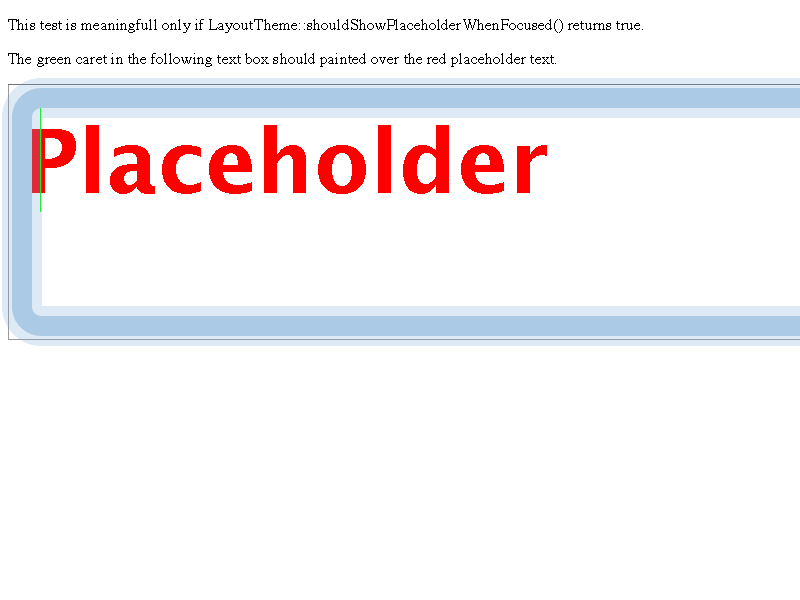 This test is meaningfull only if LayoutTheme::shouldShowPlaceholderWhenFocused() returns true.
The green caret in the following text box should painted over the red placeholder text.
Placeholder